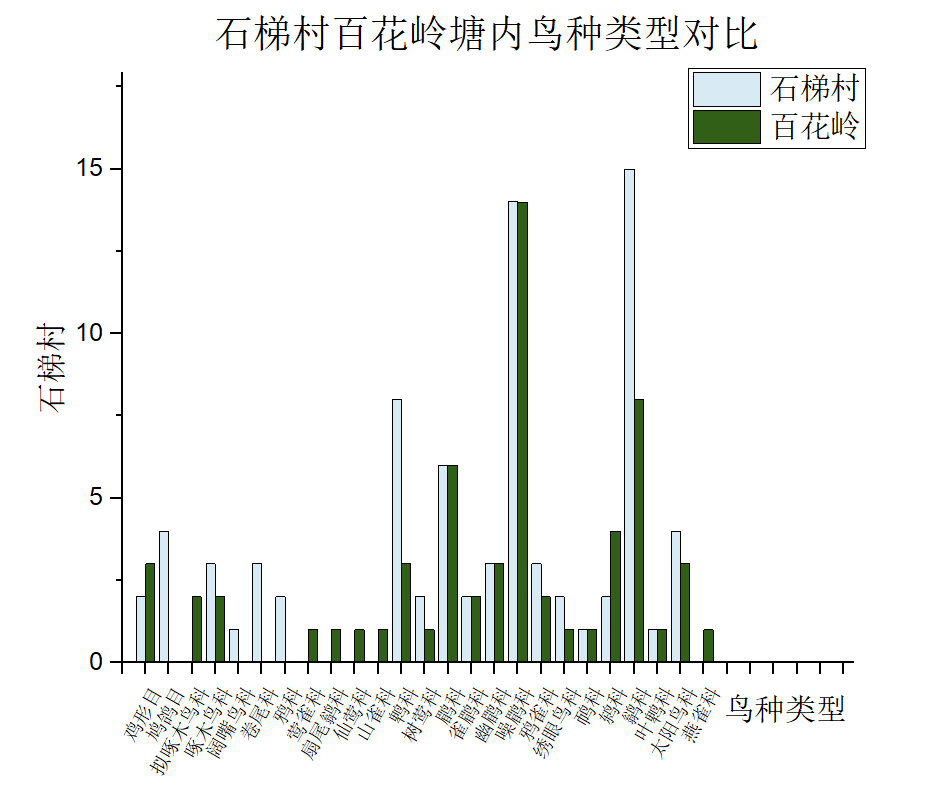 石梯村百花岭塘内鸟种类型对比
石梯村
百花岭
15
10
5
0
石梯村
鸡形目
鸠鸽目
拟啄木鸟科
啄木鸟科
阔嘴鸟科
卷尾科
鸦科
莺雀科
扇尾鹟科
仙莺科
山雀科
鹎科
树莺科
鹛科
雀鹛科
幽鹛科
噪鹛科
鸦雀科
绣眼鸟科
䴓科
鸫科
鹟科
叶鹎科
太阳鸟科
燕雀科
鸟种类型